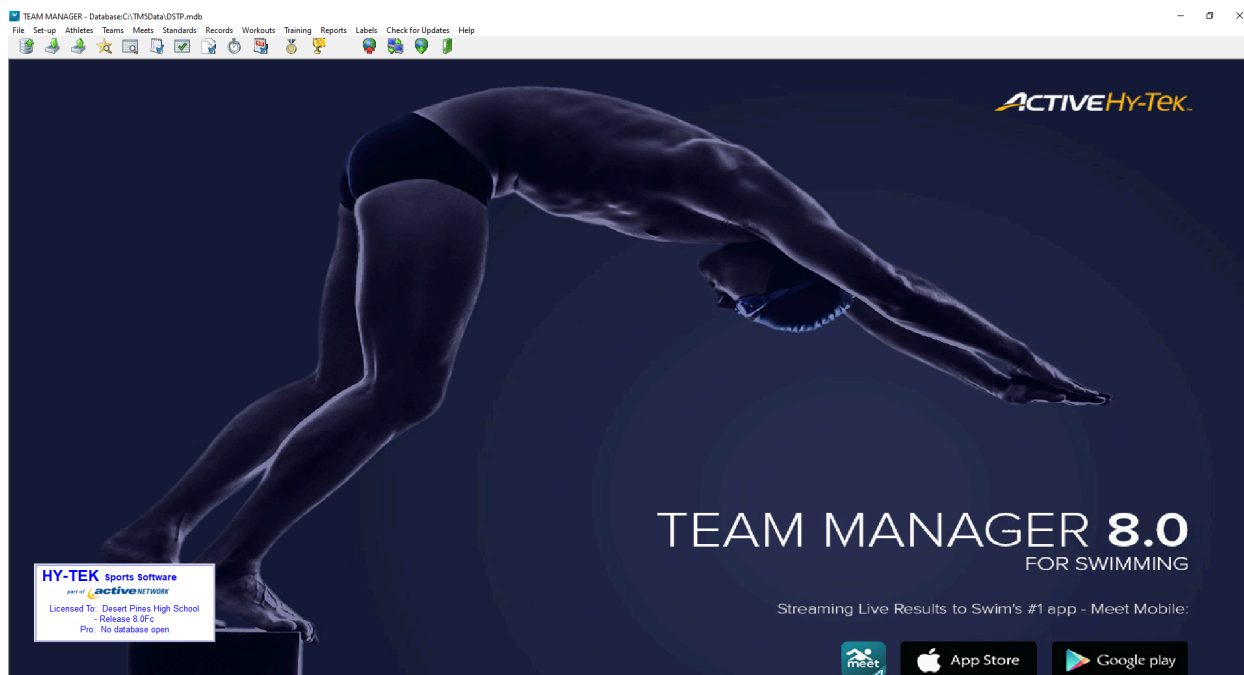 TEAM MANAGER - Database:C:\TM5Data\DSTP.mdb
File Set-up Athletes Teams Meets Standards Records Workouts Training Reports Labels Check for Updates Help
ACTIVE HY-TEK
TEAM MANAGER 8.0
FOR SWIMMING
HY-TEK Sports Software
part of active NETWORK
Licensed To: Desert Pines High School
- Release 8.0Fc
Pro: No database open
Streaming Live Results to Swim's #1 app - Meet Mobile:
meet
App Store
Google play